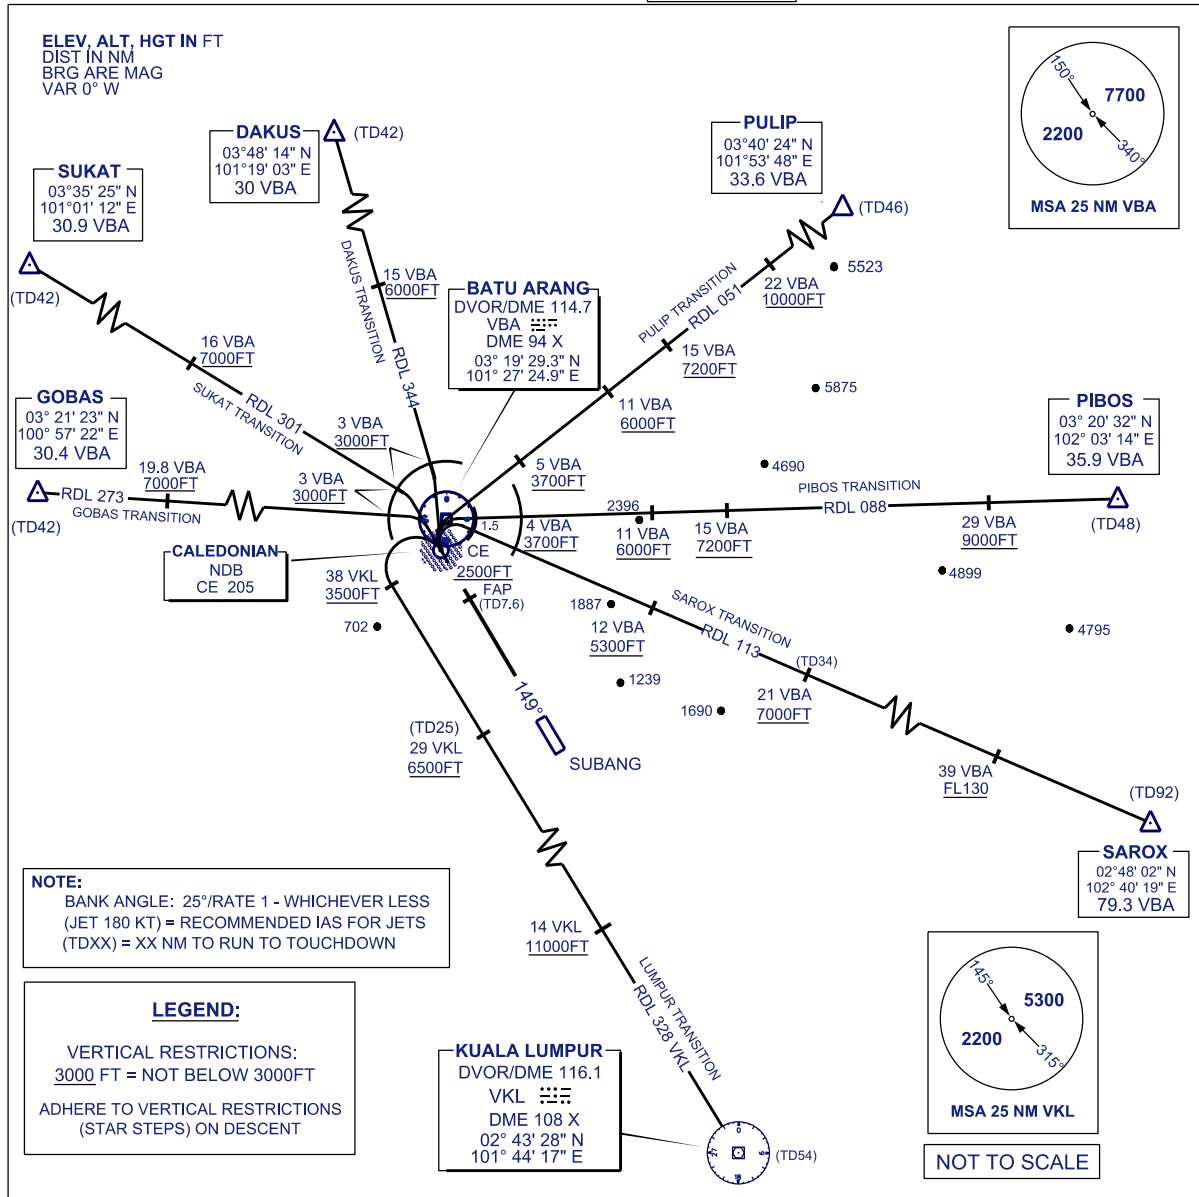 ELEV, ALT, HGT IN FT
DIST IN NM
BRG ARE MAG
VAR 0° W
150°
7700
2200
340°
MSA 25 NM VBA
DAKUS
03°48' 14" N
101°19' 03" E
30 VBA
(TD42)
PULIP
03°40' 24" N
101°53' 48" E
33.6 VBA
(TD46)
SUKAT
03°35' 25" N
101°01' 12" E
30.9 VBA
(TD42)
DAKUS TRANSITION
15 VBA
6000FT
RDL 344
BATU ARANG
DVOR/DME 114.7
VBA
DME 94 X
03° 19' 29.3" N
101° 27' 24.9" E
PULIP TRANSITION
RDL 051
22 VBA
10000FT
5523
15 VBA
7200FT
5875
11 VBA
6000FT
16 VBA
7000FT
SUKAT TRANSITION
RDL 301
GOBAS
03° 21' 23" N
100° 57' 22" E
30.4 VBA
(TD42)
3 VBA
3000FT
3 VBA
3000FT
19.8 VBA
7000FT
RDL 273
GOBAS TRANSITION
5 VBA
3700FT
4690
PIBOS
03° 20' 32" N
102° 03' 14" E
35.9 VBA
(TD48)
PIBOS TRANSITION
RDL 088
2396
1.5
4 VBA
3700FT
11 VBA
6000FT
15 VBA
7200FT
29 VBA
9000FT
4899
4795
CALEDONIAN
NDB
CE 205
CE
2500FT
FAP
(TD7.6)
38 VKL
3500FT
702
1887
12 VBA
5300FT
SAROX TRANSITION
RDL 113
(TD34)
21 VBA
7000FT
1239
1690
149°
SUBANG
(TD25)
29 VKL
6500FT
39 VBA
FL130
(TD92)
SAROX
02°48' 02" N
102° 40' 19" E
79.3 VBA
NOTE:
BANK ANGLE: 25°/RATE 1 - WHICHEVER LESS
(JET 180 KT) = RECOMMENDED IAS FOR JETS
(TDXX) = XX NM TO RUN TO TOUCHDOWN
14 VKL
11000FT
LUMPUR TRANSITION
RDL 328 VKL
LEGEND:
VERTICAL RESTRICTIONS:
3000 FT = NOT BELOW 3000FT
ADHERE TO VERTICAL RESTRICTIONS
(STAR STEPS) ON DESCENT
KUALA LUMPUR
DVOR/DME 116.1
VKL
DME 108 X
02° 43' 28" N
101° 44' 17" E
0
9
18
27
(TD54)
145°
5300
2200
315°
MSA 25 NM VKL
NOT TO SCALE